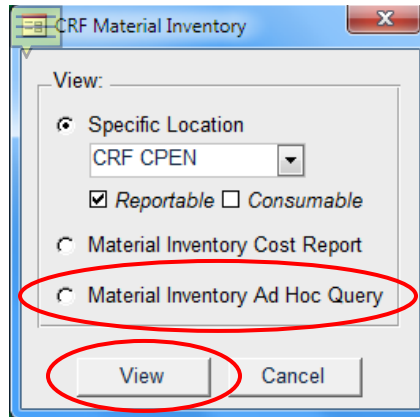 CRF Material Inventory
View:
Specific Location
CRF CPEN
Reportable Consumable
Material Inventory Cost Report
Material Inventory Ad Hoc Query
View Cancel